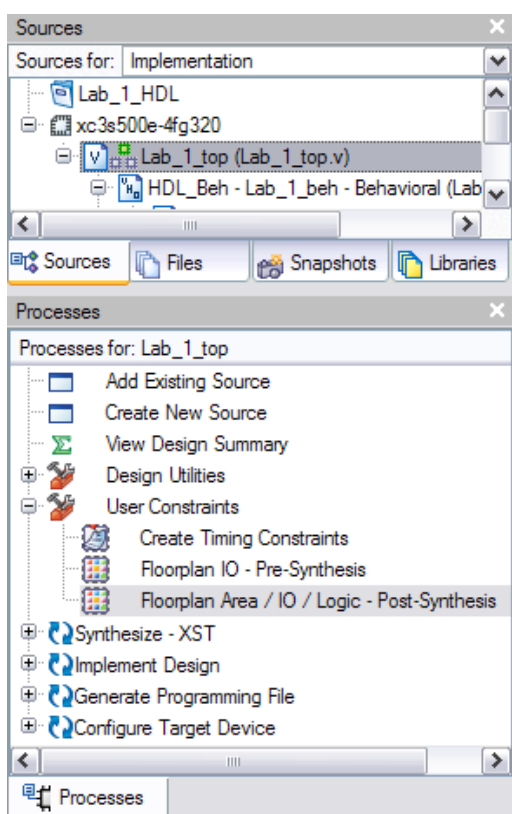 Sources
Sources for: Implementation
Lab_1_HDL
xc3s500e-4fg320
Lab_1_top (Lab_1_top.v)
HDL_Beh - Lab_1_beh - Behavioral (Lab
Sources Files Snapshots Libraries
Processes
Processes for: Lab_1_top
Add Existing Source
Create New Source
View Design Summary
Design Utilities
User Constraints
Create Timing Constraints
Floorplan IO - Pre-Synthesis
Floorplan Area / IO / Logic - Post-Synthesis
Synthesize - XST
Implement Design
Generate Programming File
Configure Target Device
Processes